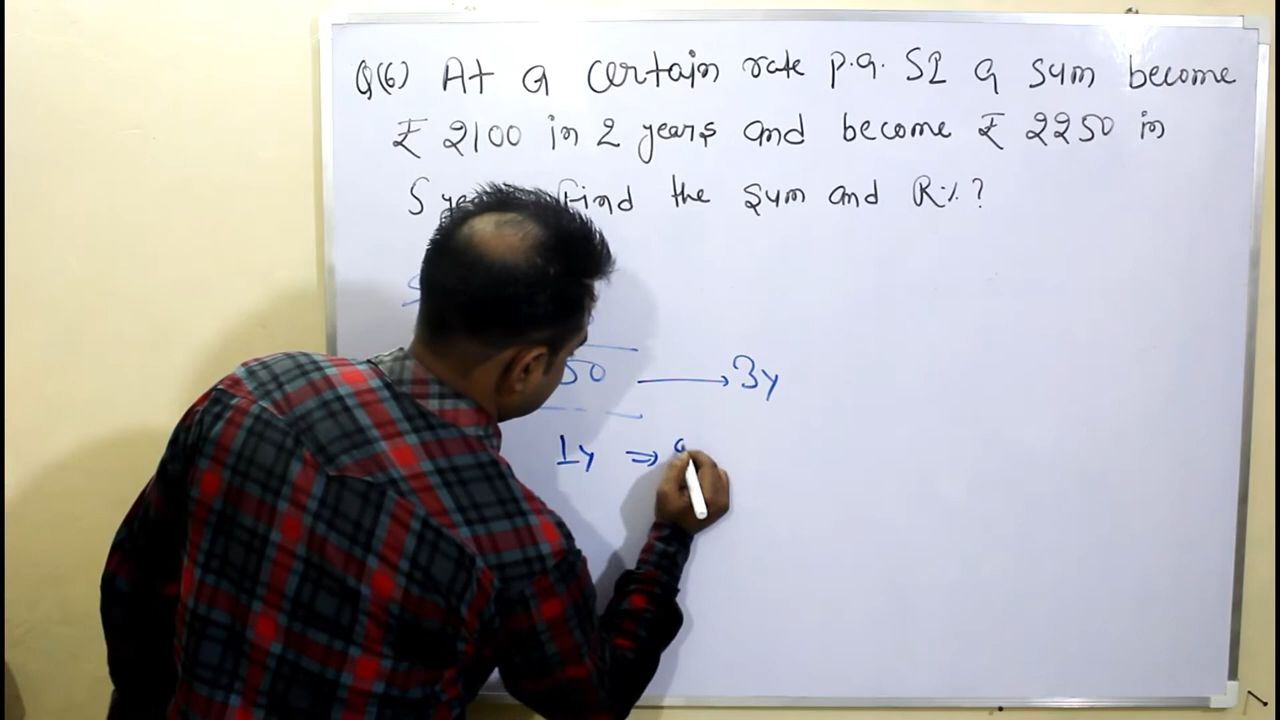 Q(6) At a certain rate p.a. SI a sum become
₹ 2100 in 2 years and become ₹ 2250 in
5 Find the sum and R%?
50 → 3y
1y ⇒